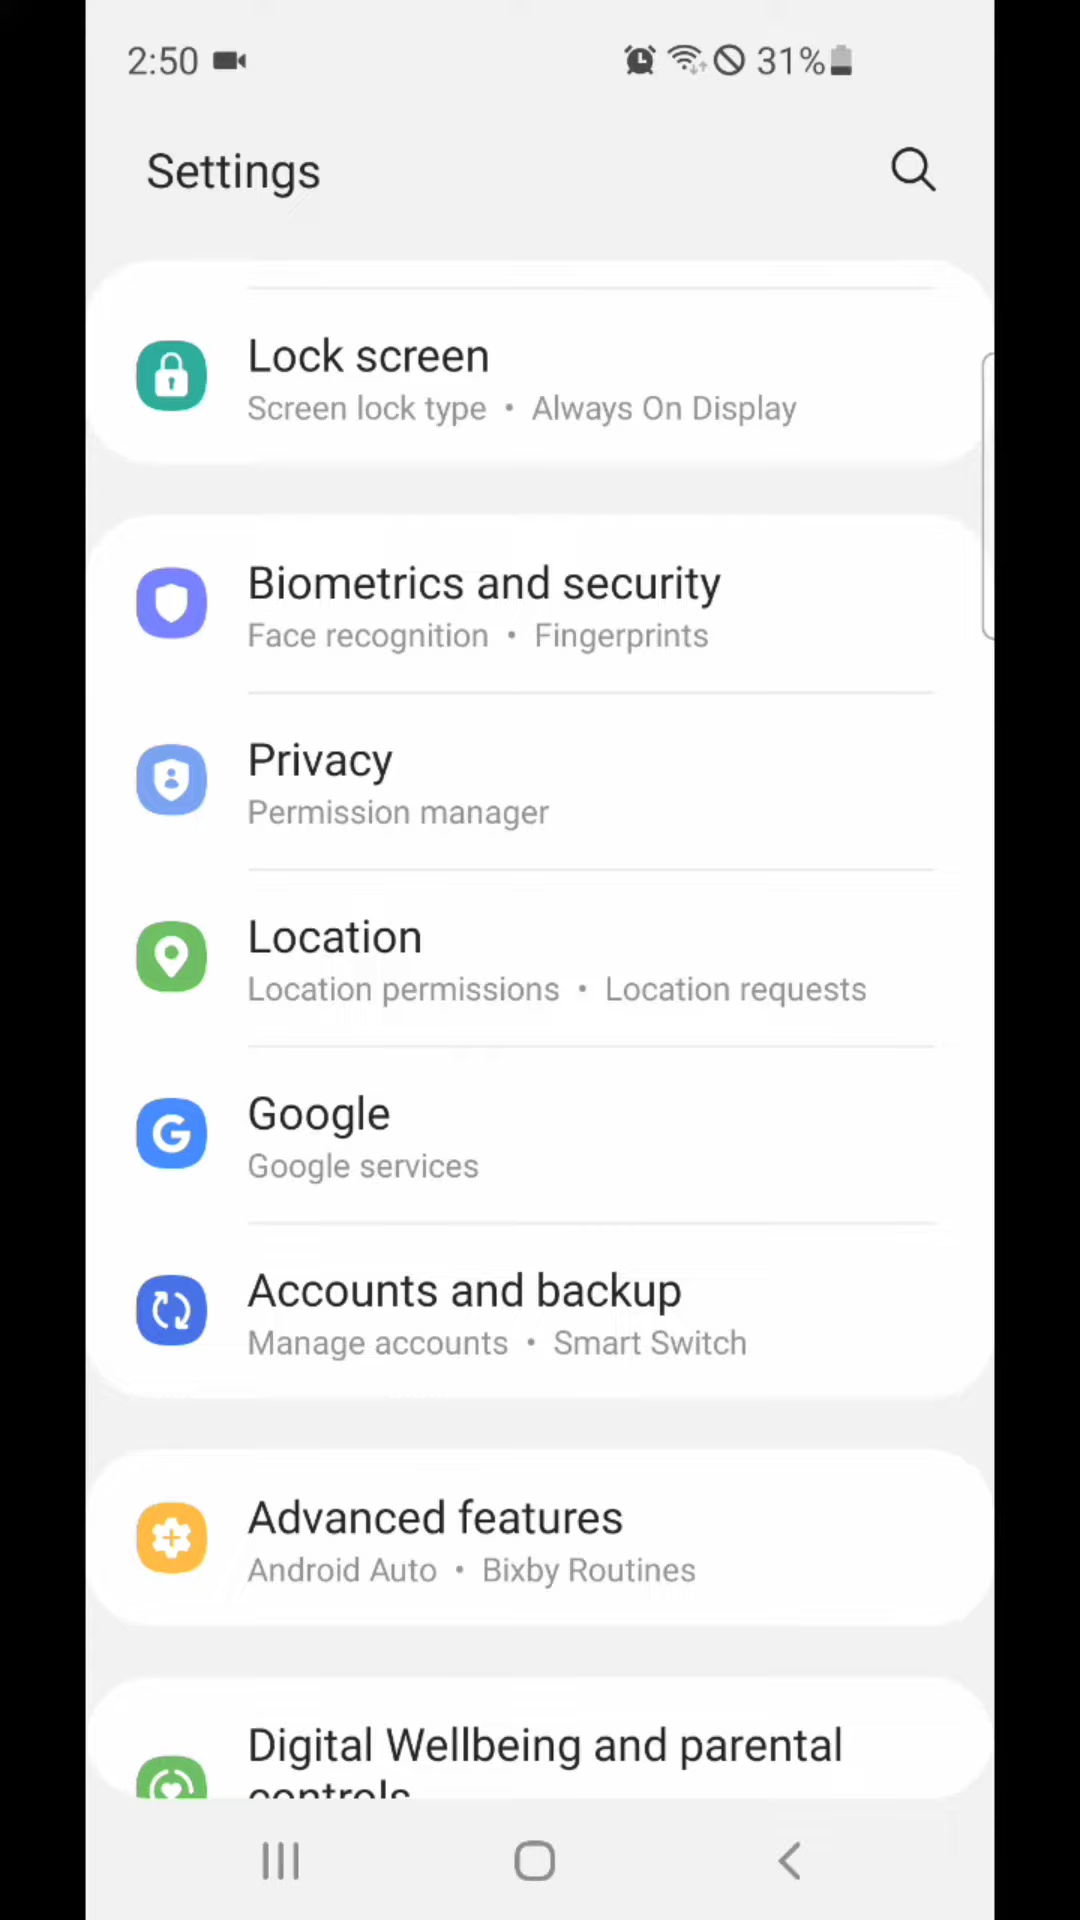 2:50 31%
Settings
Lock screen
Screen lock type • Always On Display
Biometrics and security
Face recognition • Fingerprints
Privacy
Permission manager
Location
Location permissions • Location requests
G
Google
Google services
Accounts and backup
Manage accounts • Smart Switch
Advanced features
Android Auto • Bixby Routines
Digital Wellbeing and parental
controls